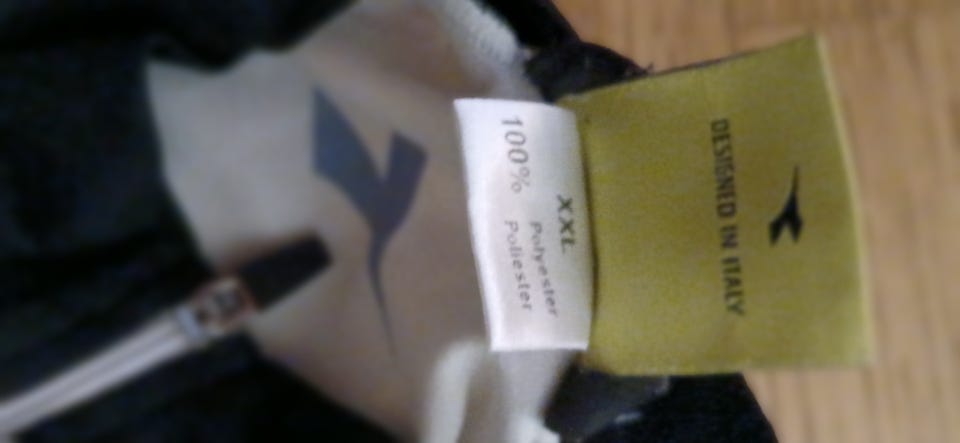 XXL
100% Polyester
Poliester
DESIGNED IN ITALY